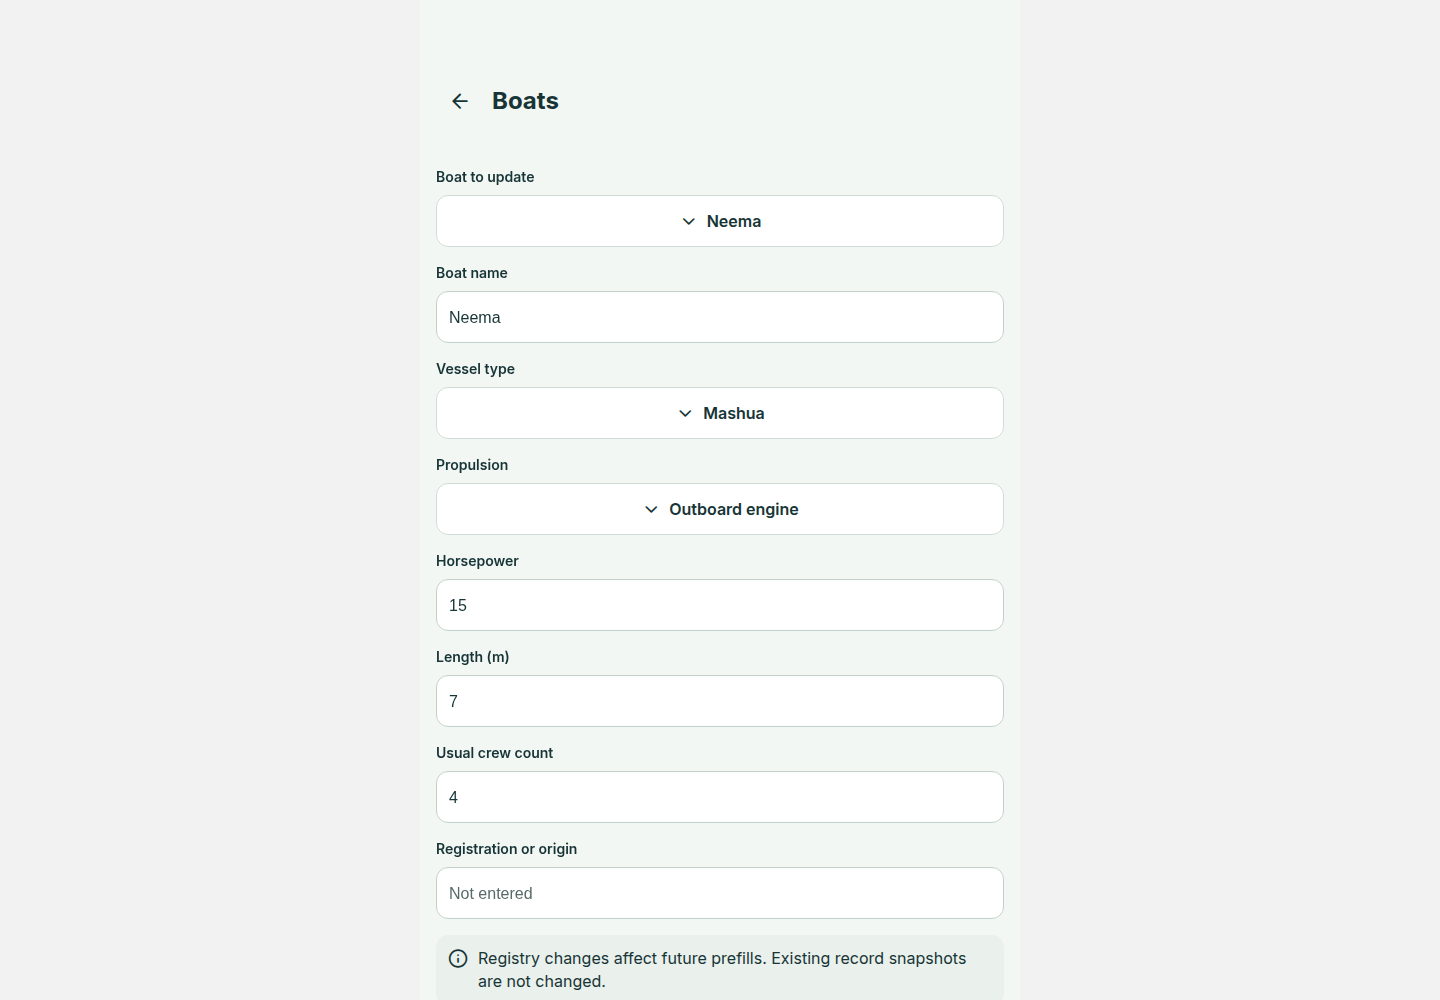 Boats
Boat to update
Neema
Boat name
Neema
Vessel type
Mashua
Propulsion
Outboard engine
Horsepower
15
Length (m)
7
Usual crew count
4
Registration or origin
Not entered
Registry changes affect future prefills. Existing record snapshots
are not changed.